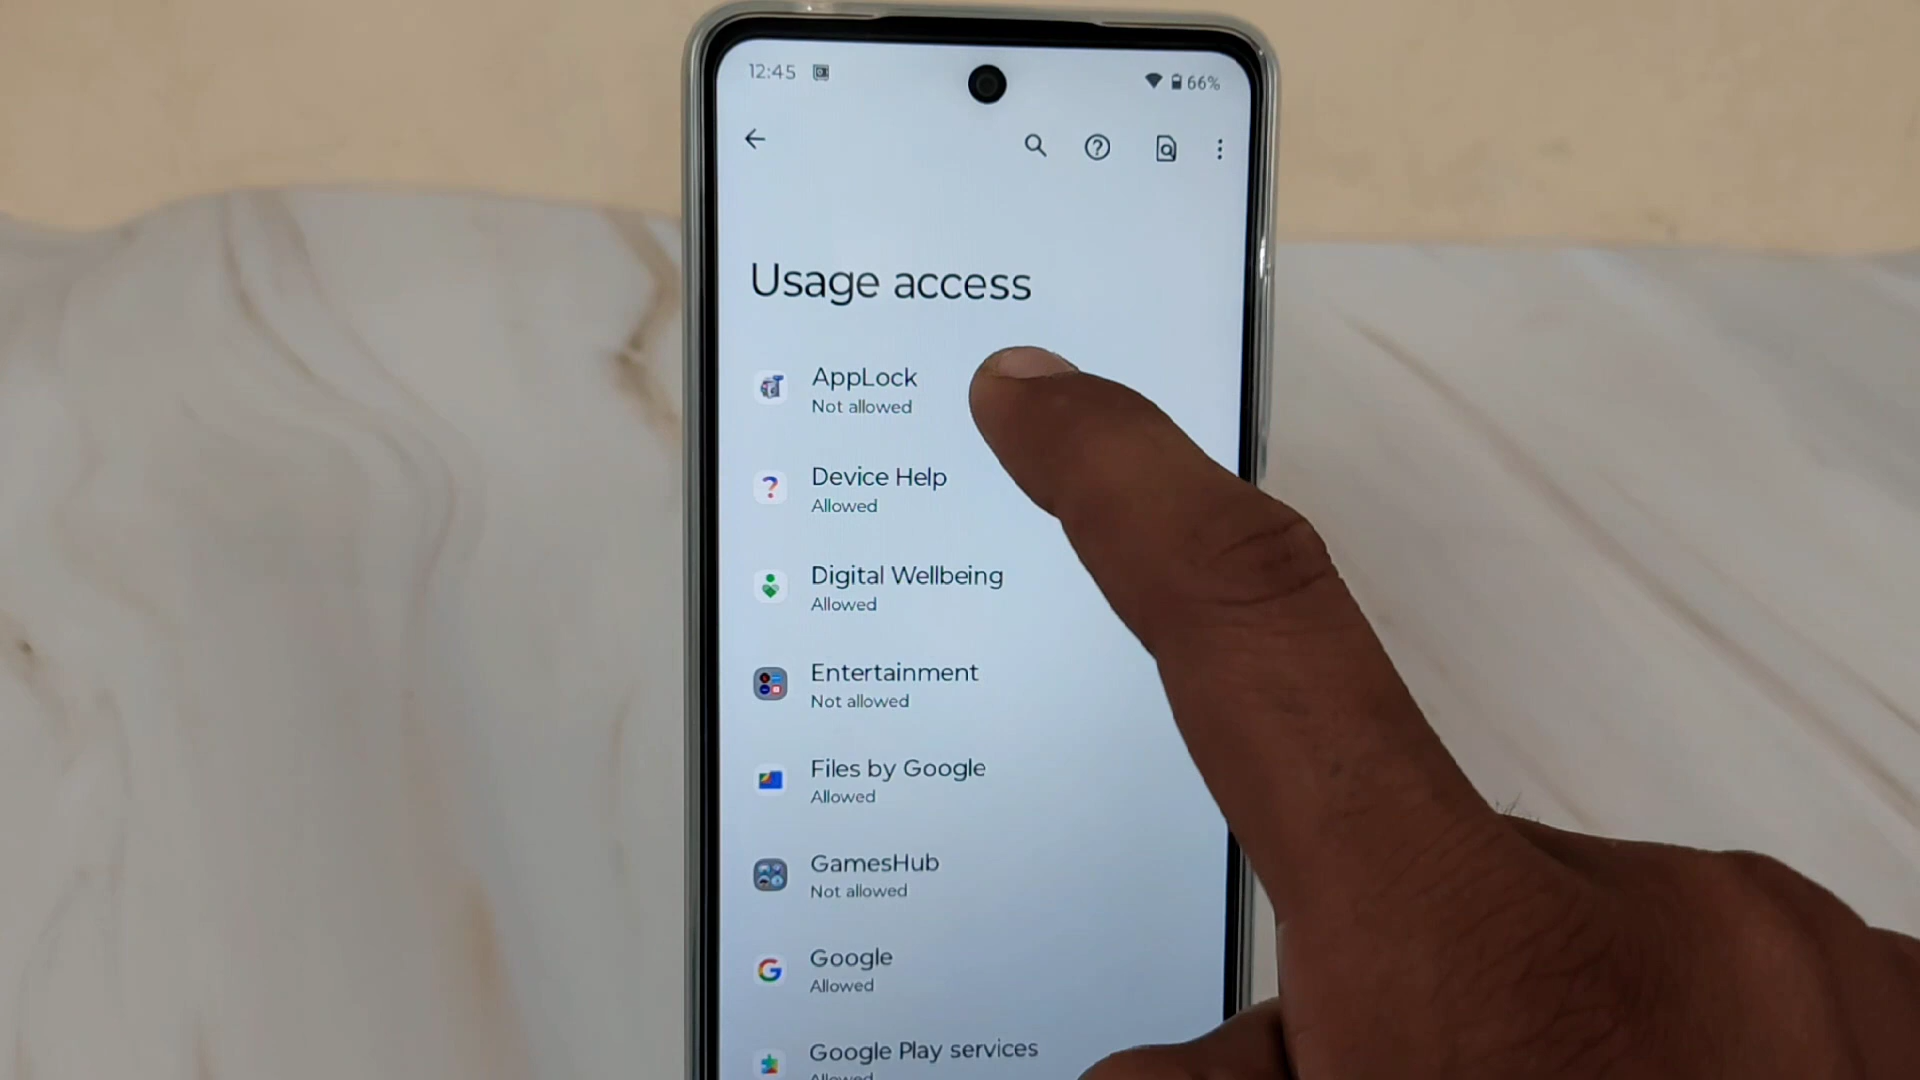 12:45
66%
Usage access
AppLock
Not allowed
Device Help
Allowed
Digital Wellbeing
Allowed
Entertainment
Not allowed
Files by Google
Allowed
GamesHub
Not allowed
Google
Allowed
Google Play services
Allowed